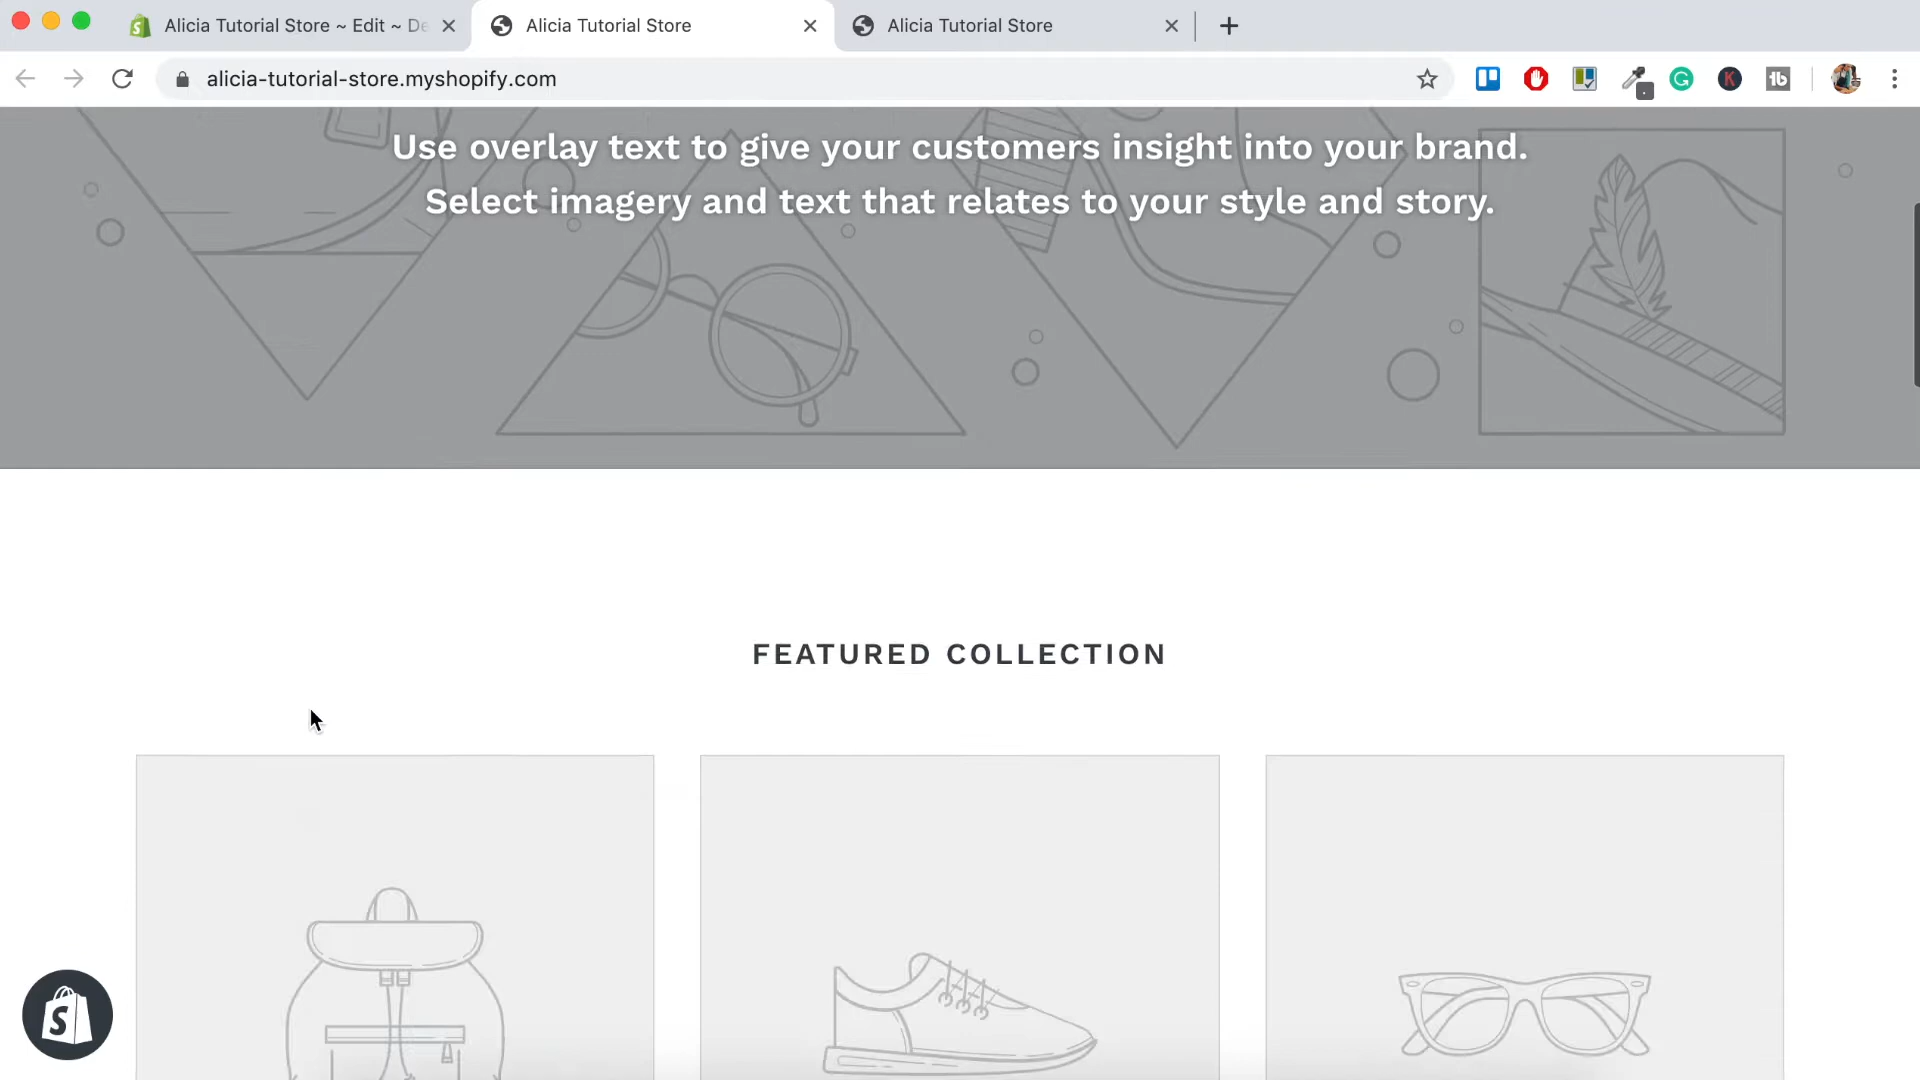 Alicia Tutorial Store ~ Edit ~ De
Alicia Tutorial Store
Alicia Tutorial Store
alicia-tutorial-store.myshopify.com
Use overlay text to give your customers insight into your brand.
Select imagery and text that relates to your style and story.
FEATURED COLLECTION